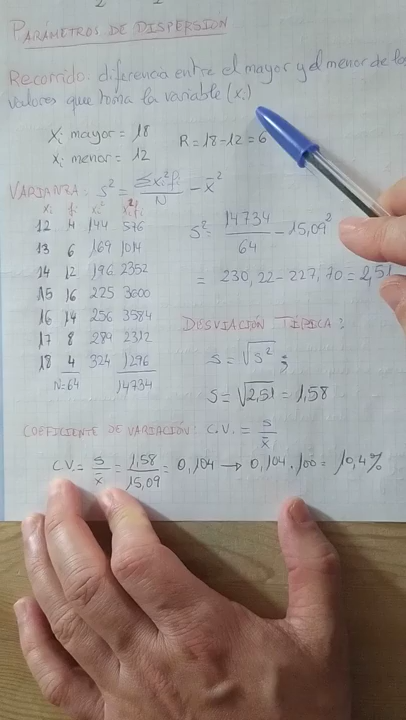 PARÁMETROS DE DISPERSIÓN
Recorrido: diferencia entre el mayor y el menor de lo
valores que toma la variable (xi)
xi mayor = 18
xi menor = 12
R = 18-12 = 6
VARIANZA: s² = Σxi²fi / N - x̄²
xi fi xi² xi²fi
12 4 144 576
13 6 169 1014
14 12 196 2352
15 16 225 3600
16 14 256 3584
17 8 289 2312
18 4 324 1296
N=64 14734
s² = 14734 / 64 - 15,09²
= 230,22 - 227,70 = 2,51
DESVIACIÓN TÍPICA:
s = √s² ;
s = √2,51 = 1,58
COEFICIENTE DE VARIACIÓN: C.V. = s / x̄
C.V. = s / x̄ = 1,58 / 15,09 = 0,104 → 0,104 · 100 = 10,4%